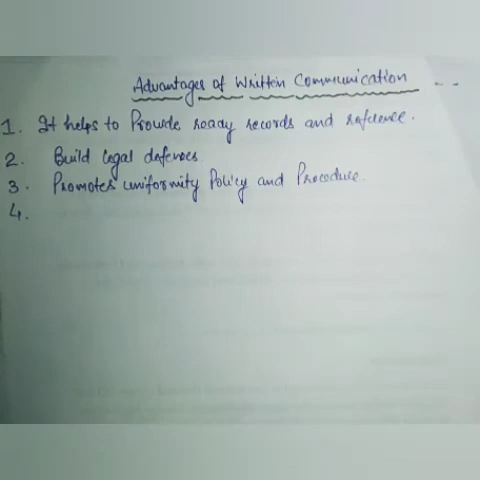 Advantages of Written Communication - -
1. It helps to Provide ready records and reference.
2. Build legal defences
3. Promotes uniformity Policy and Procedure.
4.